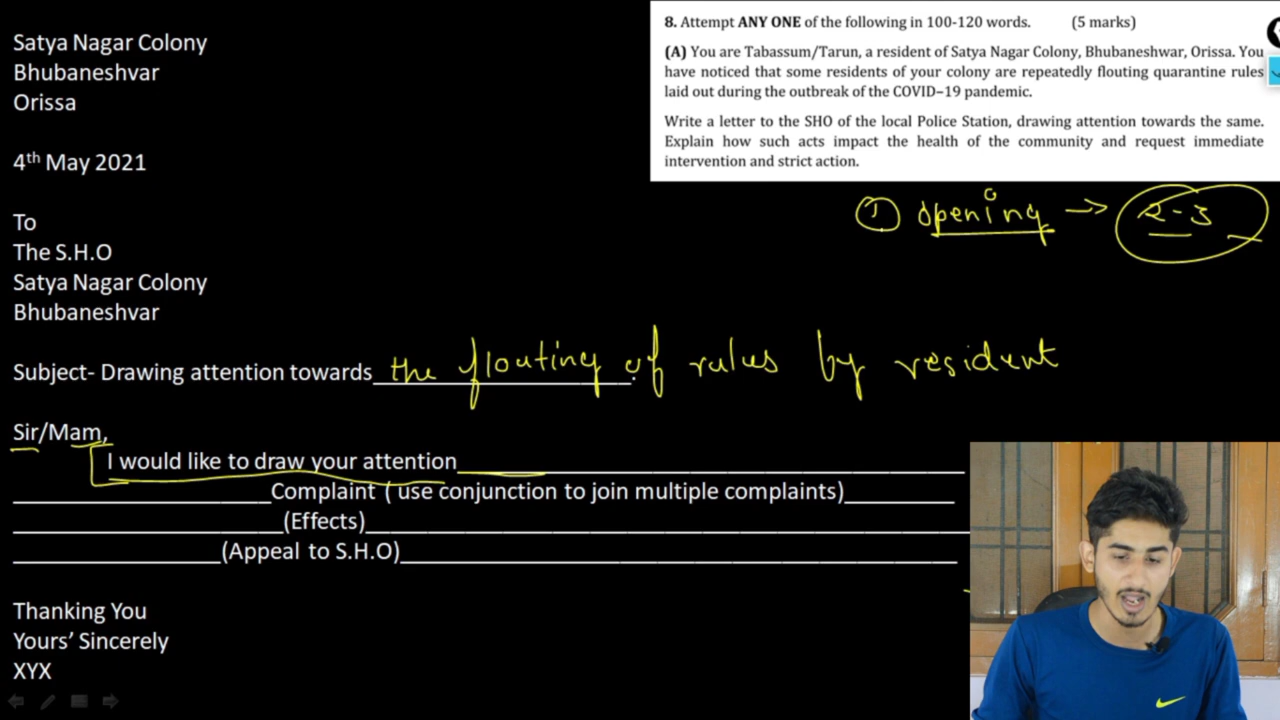 Satya Nagar Colony
Bhubaneshvar
Orissa
4th May 2021
To
The S.H.O
Satya Nagar Colony
Bhubaneshvar
Subject- Drawing attention towards the flouting of rules by resident
Sir/Mam,
I would like to draw your attention
Complaint ( use conjunction to join multiple complaints)
(Effects)
(Appeal to S.H.O)
Thanking You
Yours’ Sincerely
XYX
8. Attempt ANY ONE of the following in 100-120 words. (5 marks)
(A) You are Tabassum/Tarun, a resident of Satya Nagar Colony, Bhubaneshwar, Orissa. You
have noticed that some residents of your colony are repeatedly flouting quarantine rules
laid out during the outbreak of the COVID–19 pandemic.
Write a letter to the SHO of the local Police Station, drawing attention towards the same.
Explain how such acts impact the health of the community and request immediate
intervention and strict action.
① opening → 2-3